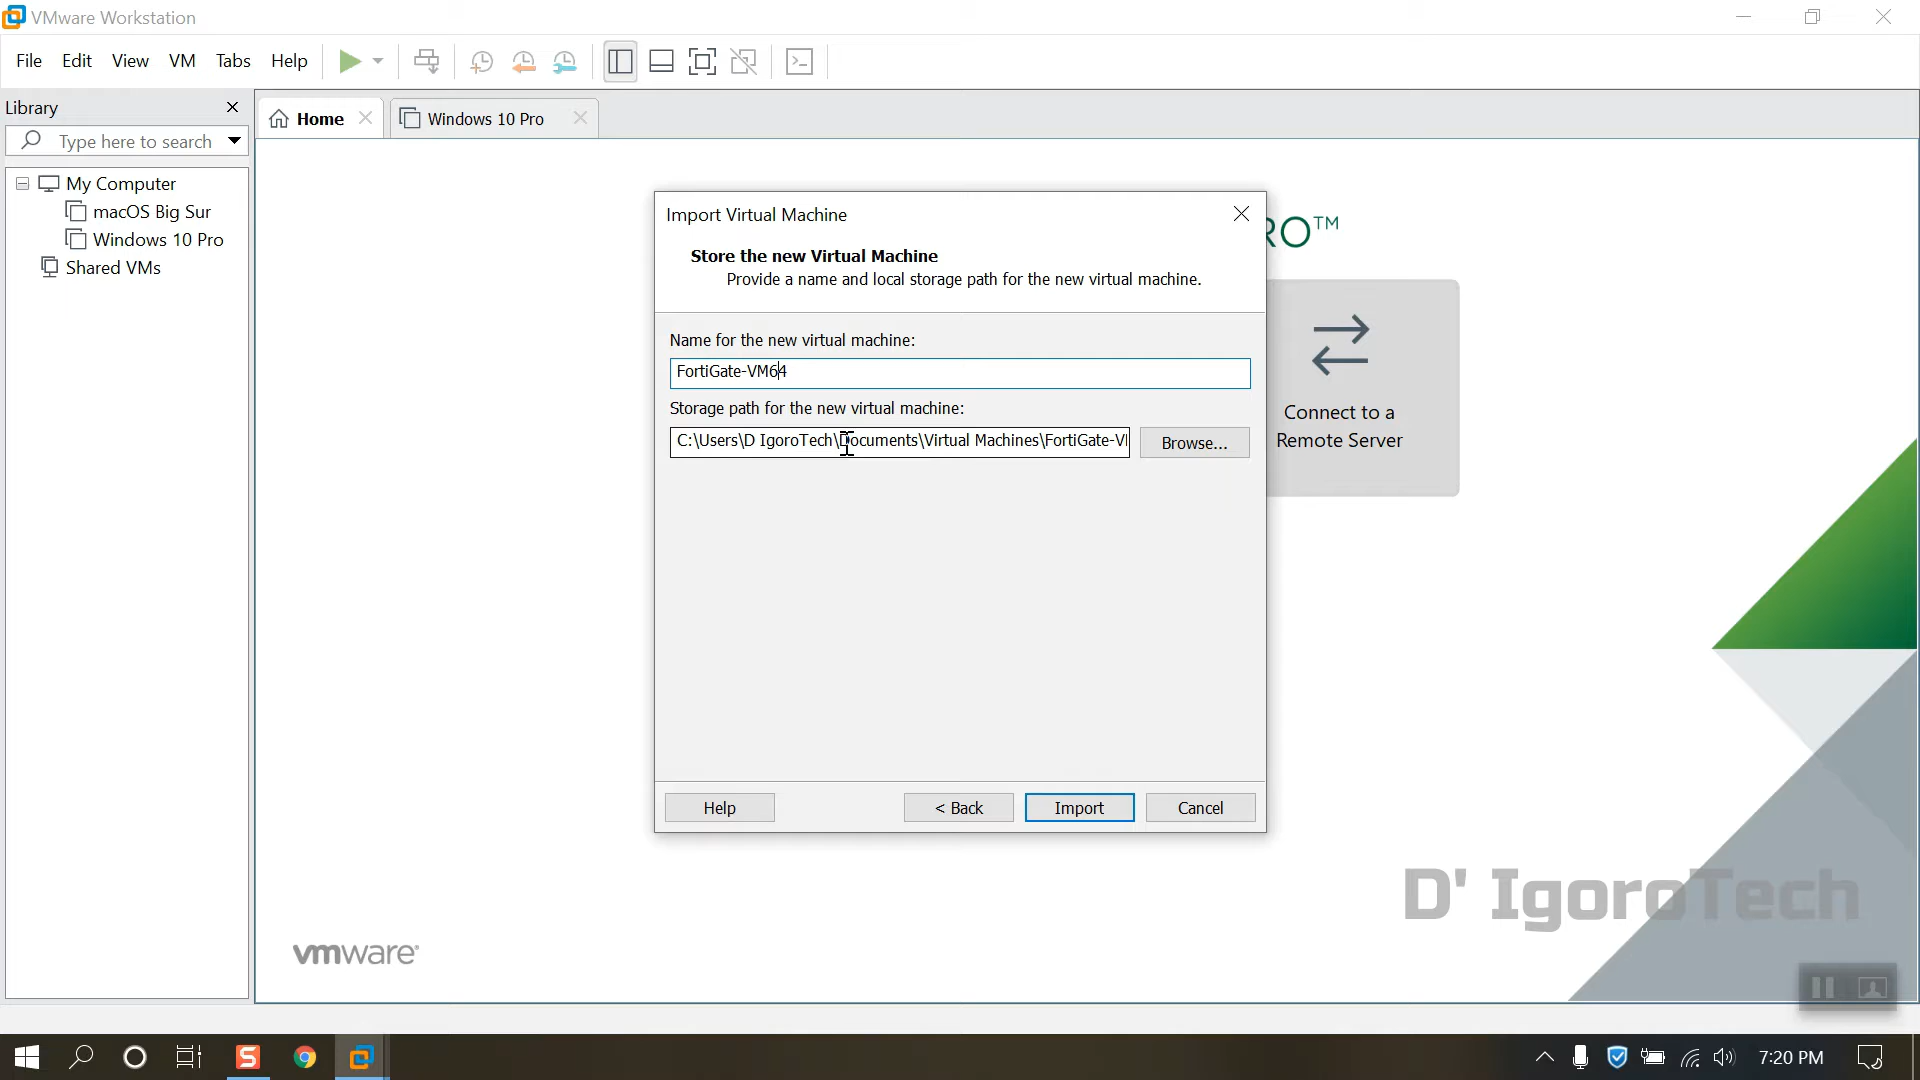 VMware Workstation
File Edit View VM Tabs Help
Library
Home
Windows 10 Pro
Type here to search
My Computer
macOS Big Sur
Windows 10 Pro
Shared VMs
Import Virtual Machine
RO™
Store the new Virtual Machine
Provide a name and local storage path for the new virtual machine.
Name for the new virtual machine:
FortiGate-VM64
Storage path for the new virtual machine:
C:\Users\D IgoroTech\Documents\Virtual Machines\FortiGate-V
Browse...
Connect to a
Remote Server
Help
< Back
Import
Cancel
D' IgoroTech
vmware®
7:20 PM